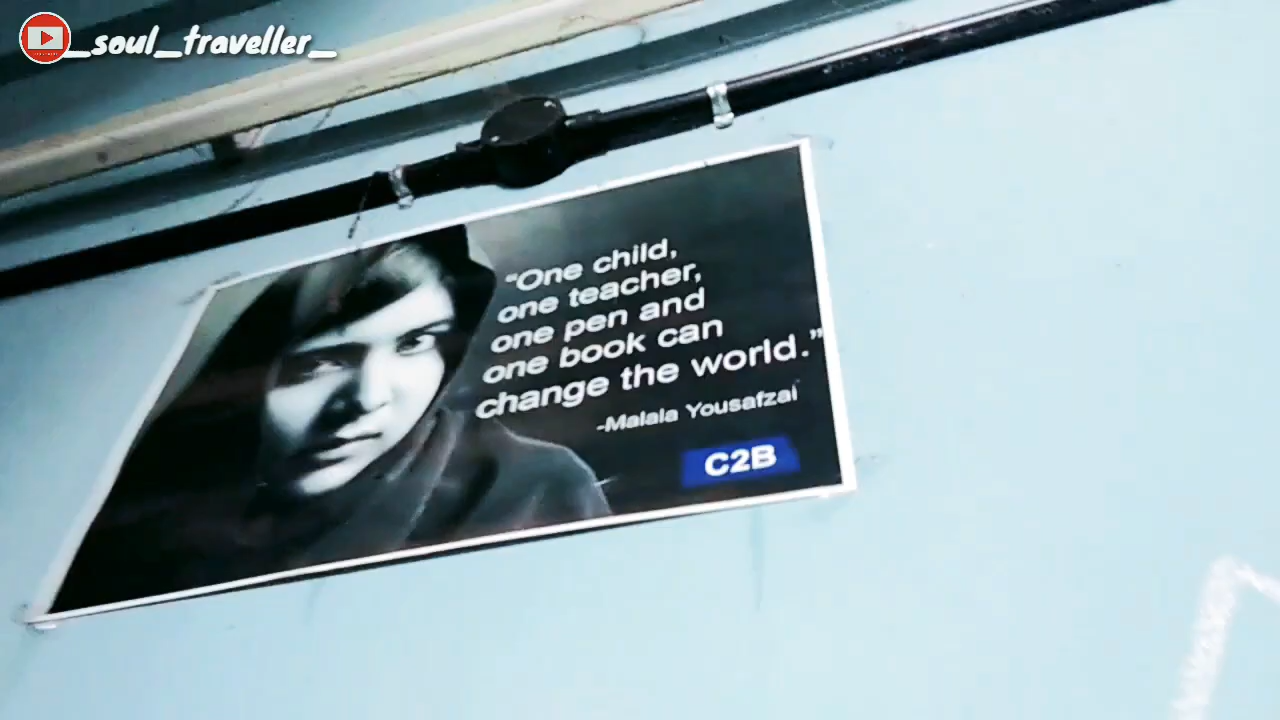 _soul_traveller_
“One child,
one teacher,
one pen and
one book can
change the world.”
-Malala Yousafzai
C2B